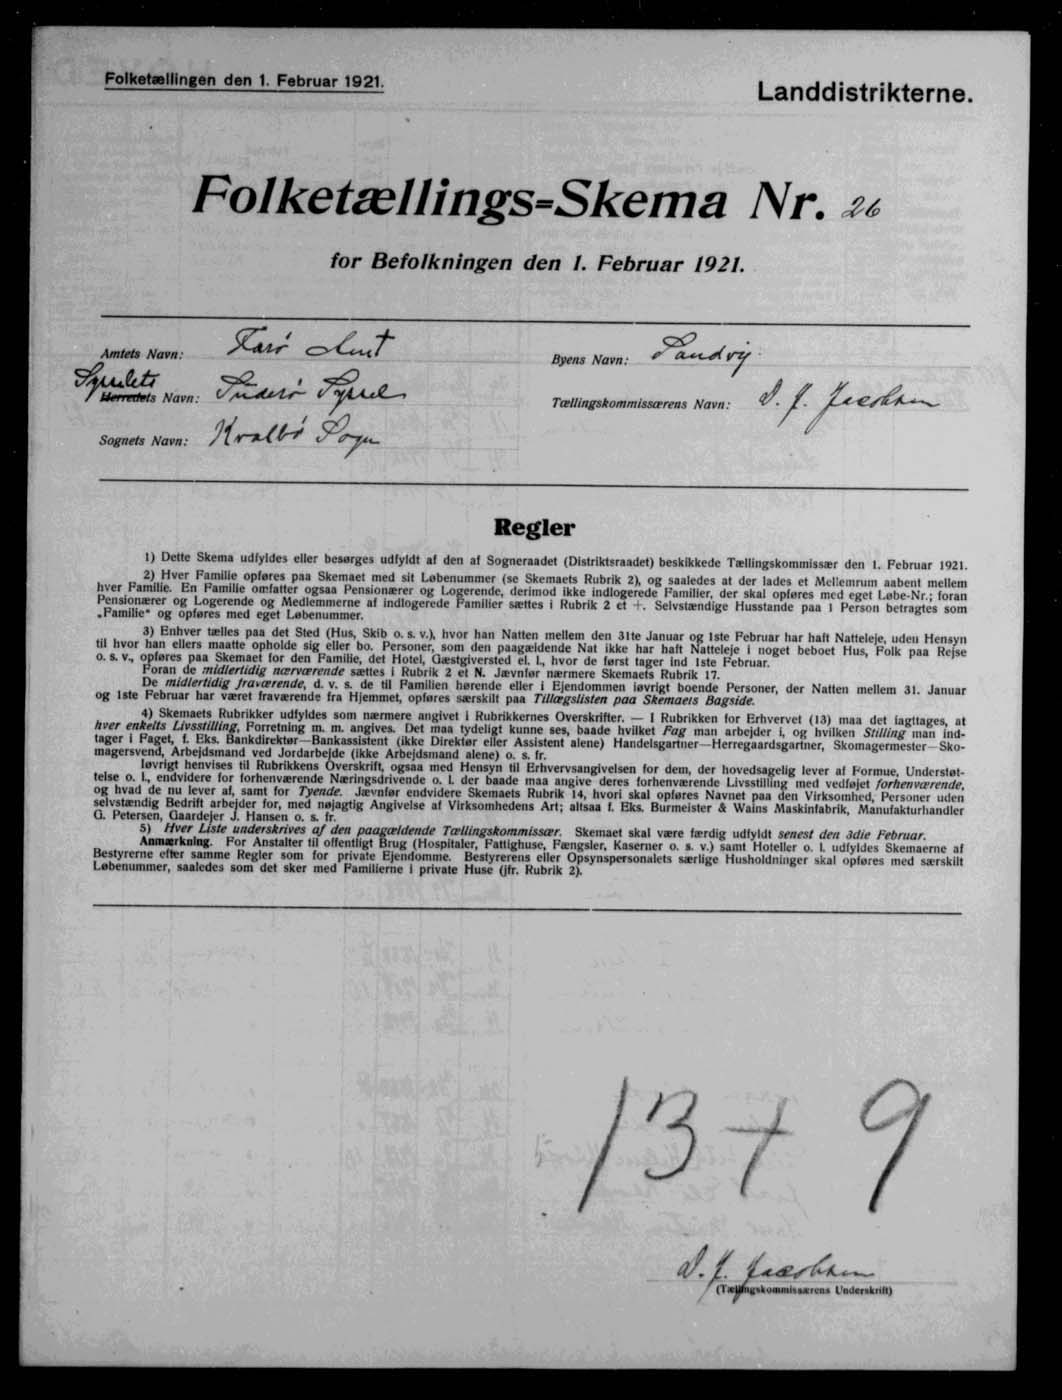 Folketællingen den 1. Februar 1921.
Landdistrikterne.
Folketællings=Skema Nr. 26
for Befolkningen den 1. Februar 1921.
Amtets Navn: Færø Amt
Byens Navn: Sandvig
Syslets
Herredets Navn: Suderø Syssel
Tællingskommissærens Navn: D. J. Jacobsen
Sognets Navn: Kvalbø Sogn
Regler
1) Dette Skema udfyldes eller besørges udfyldt af den af Sogneraadet (Distriktsraadet) beskikkede Tællingskommissær den 1. Februar 1921.
2) Hver Familie opføres paa Skemaet med sit Løbenummer (se Skemaets Rubrik 2), og saaledes at der lades et Mellemrum aabent mellem
hver Familie. En Familie omfatter ogsaa Pensionærer og Logerende, derimod ikke indlogerede Familier, der skal opføres med eget Løbe-Nr.; foran
Pensionærer og Logerende og Medlemmerne af indlogerede Familier sættes i Rubrik 2 et +. Selvstændige Husstande paa 1 Person betragtes som
„Familie" og opføres med eget Løbenummer.
3) Enhver tælles paa det Sted (Hus, Skib o. s. v.), hvor han Natten mellem den 31te Januar og 1ste Februar har haft Natteleje, uden Hensyn
til hvor han ellers maatte opholde sig eller bo. Personer, som den paagældende Nat ikke har haft Natteleje i noget beboet Hus, Folk paa Rejse
o. s. v., opføres paa Skemaet for den Familie, det Hotel, Gæstgiversted el. l., hvor de først tager ind 1ste Februar.
Foran de midlertidig nærværende sættes i Rubrik 2 et N. Jævnfør nærmere Skemaets Rubrik 17.
De midlertidig fraværende, d. v. s. de til Familien hørende eller i Ejendommen iøvrigt boende Personer, der Natten mellem 31. Januar
og 1ste Februar har været fraværende fra Hjemmet, opføres særskilt paa Tillægslisten paa Skemaets Bagside.
4) Skemaets Rubrikker udfyldes som nærmere angivet i Rubrikkernes Overskrifter. — I Rubrikken for Erhvervet (13) maa det iagttages, at
hver enkelts Livsstilling, Forretning m. m. angives. Det maa tydeligt kunne ses, baade hvilket Fag man arbejder i, og hvilken Stilling man ind-
tager i Faget, f. Eks. Bankdirektør—Bankassistent (ikke Direktør eller Assistent alene) Handelsgartner—Herregaardsgartner, Skomagermester—Sko-
magersvend, Arbejdsmand ved Jordarbejde (ikke Arbejdsmand alene) o. s. fr.
Iøvrigt henvises til Rubrikkens Overskrift, ogsaa med Hensyn til Erhvervsangivelsen for dem, der hovedsagelig lever af Formue, Understøt-
telse o. l., endvidere for forhenværende Næringsdrivende o. l. der baade maa angive deres forhenværende Livsstilling med vedføjet forhenværende,
og hvad de nu lever af, samt for Tyende. Jævnfør endvidere Skemaets Rubrik 14, hvori skal opføres Navnet paa den Virksomhed, Personer uden
selvstændig Bedrift arbejder for, med nøjagtig Angivelse af Virksomhedens Art; altsaa f. Eks. Burmeister & Wains Maskinfabrik, Manufakturhandler
G. Petersen, Gaardejer J. Hansen o. s. fr.
5) Hver Liste underskrives af den paagældende Tællingskommissær. Skemaet skal være færdig udfyldt senest den 3die Februar.
Anmærkning. For Anstalter til offentligt Brug (Hospitaler, Fattighuse, Fængsler, Kaserner o. s. v.) samt Hoteller o. l. udfyldes Skemaerne af
Bestyrerne efter samme Regler som for private Ejendomme. Bestyrerens eller Opsynspersonalets særlige Husholdninger skal opføres med særskilt
Løbenummer, saaledes som det sker med Familierne i private Huse (jfr. Rubrik 2).
13 + 9
D. J. Jacobsen
(Tællingskommissærens Underskrift)